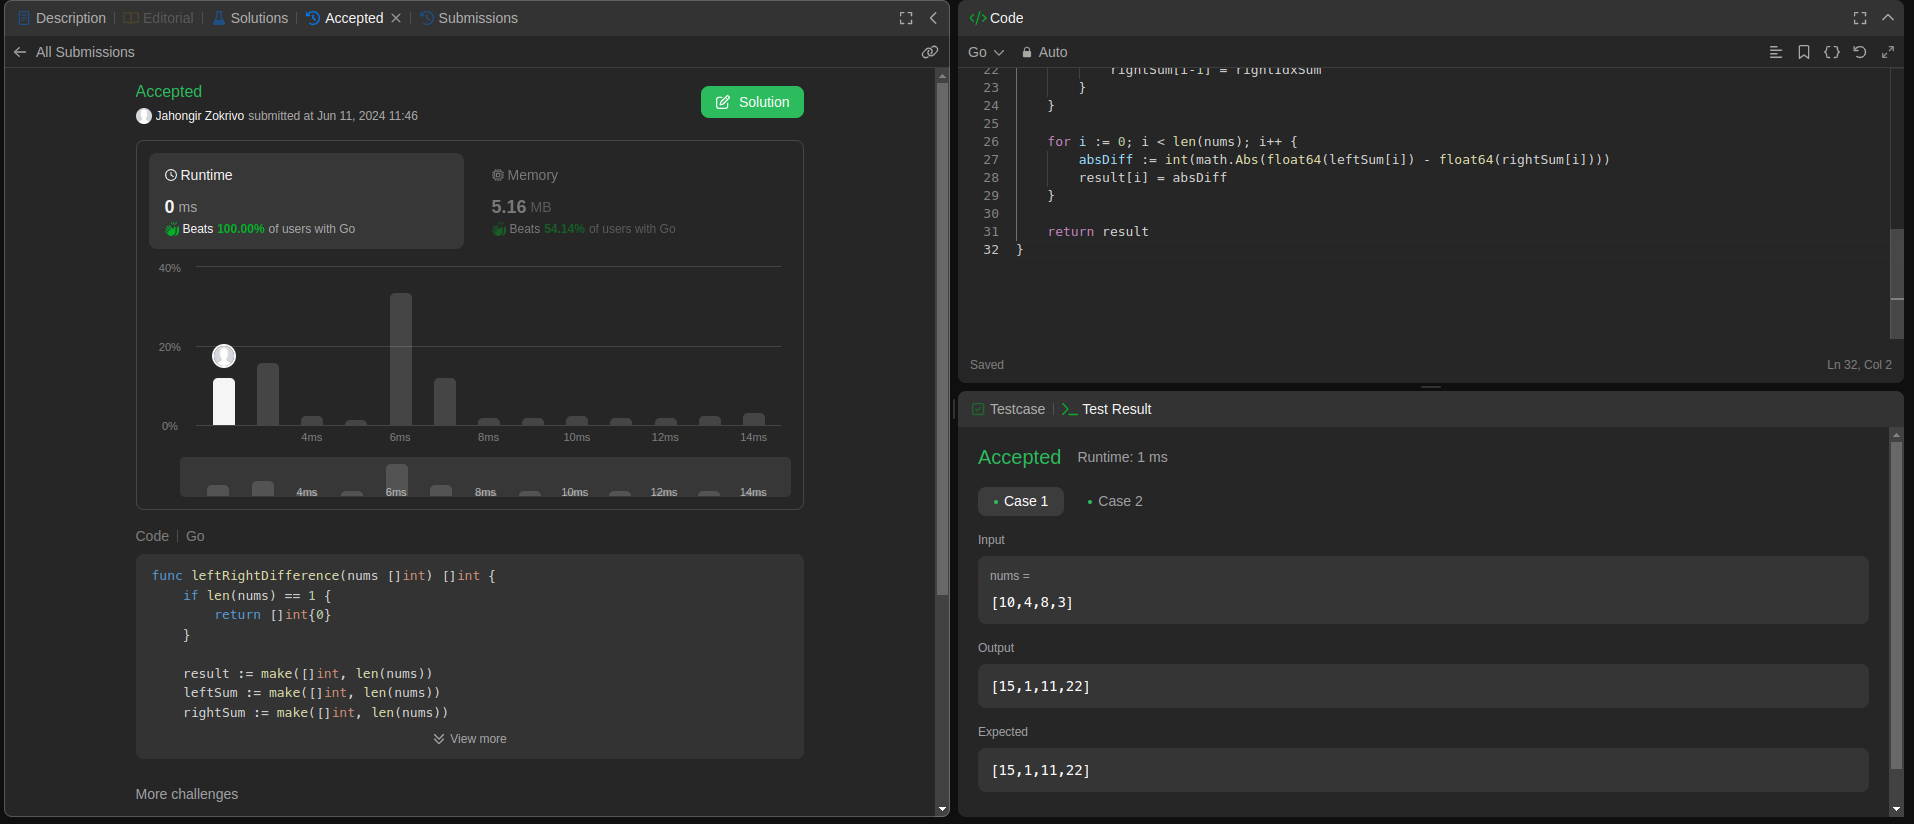 Description
Editorial
Solutions
Accepted
Submissions
All Submissions
Accepted
Jahongir Zokrivo submitted at Jun 11, 2024 11:46
Solution
Runtime
0 ms
Beats 100.00% of users with Go
Memory
5.16 MB
Beats 54.14% of users with Go
40%
20%
0%
4ms 6ms 8ms 10ms 12ms 14ms
4ms 6ms 8ms 10ms 12ms 14ms
Code | Go
func leftRightDifference(nums []int) []int {
    if len(nums) == 1 {
        return []int{0}
    }
    result := make([]int, len(nums))
    leftSum := make([]int, len(nums))
    rightSum := make([]int, len(nums))
View more
More challenges
Code
Go
Auto
22             rightSum[i-1] = rightIdxSum
23         }
24     }
25
26     for i := 0; i < len(nums); i++ {
27         absDiff := int(math.Abs(float64(leftSum[i]) - float64(rightSum[i])))
28         result[i] = absDiff
29     }
30
31     return result
32 }
Saved
Ln 32, Col 2
Testcase
Test Result
Accepted
Runtime: 1 ms
Case 1
Case 2
Input
nums =
[10,4,8,3]
Output
[15,1,11,22]
Expected
[15,1,11,22]